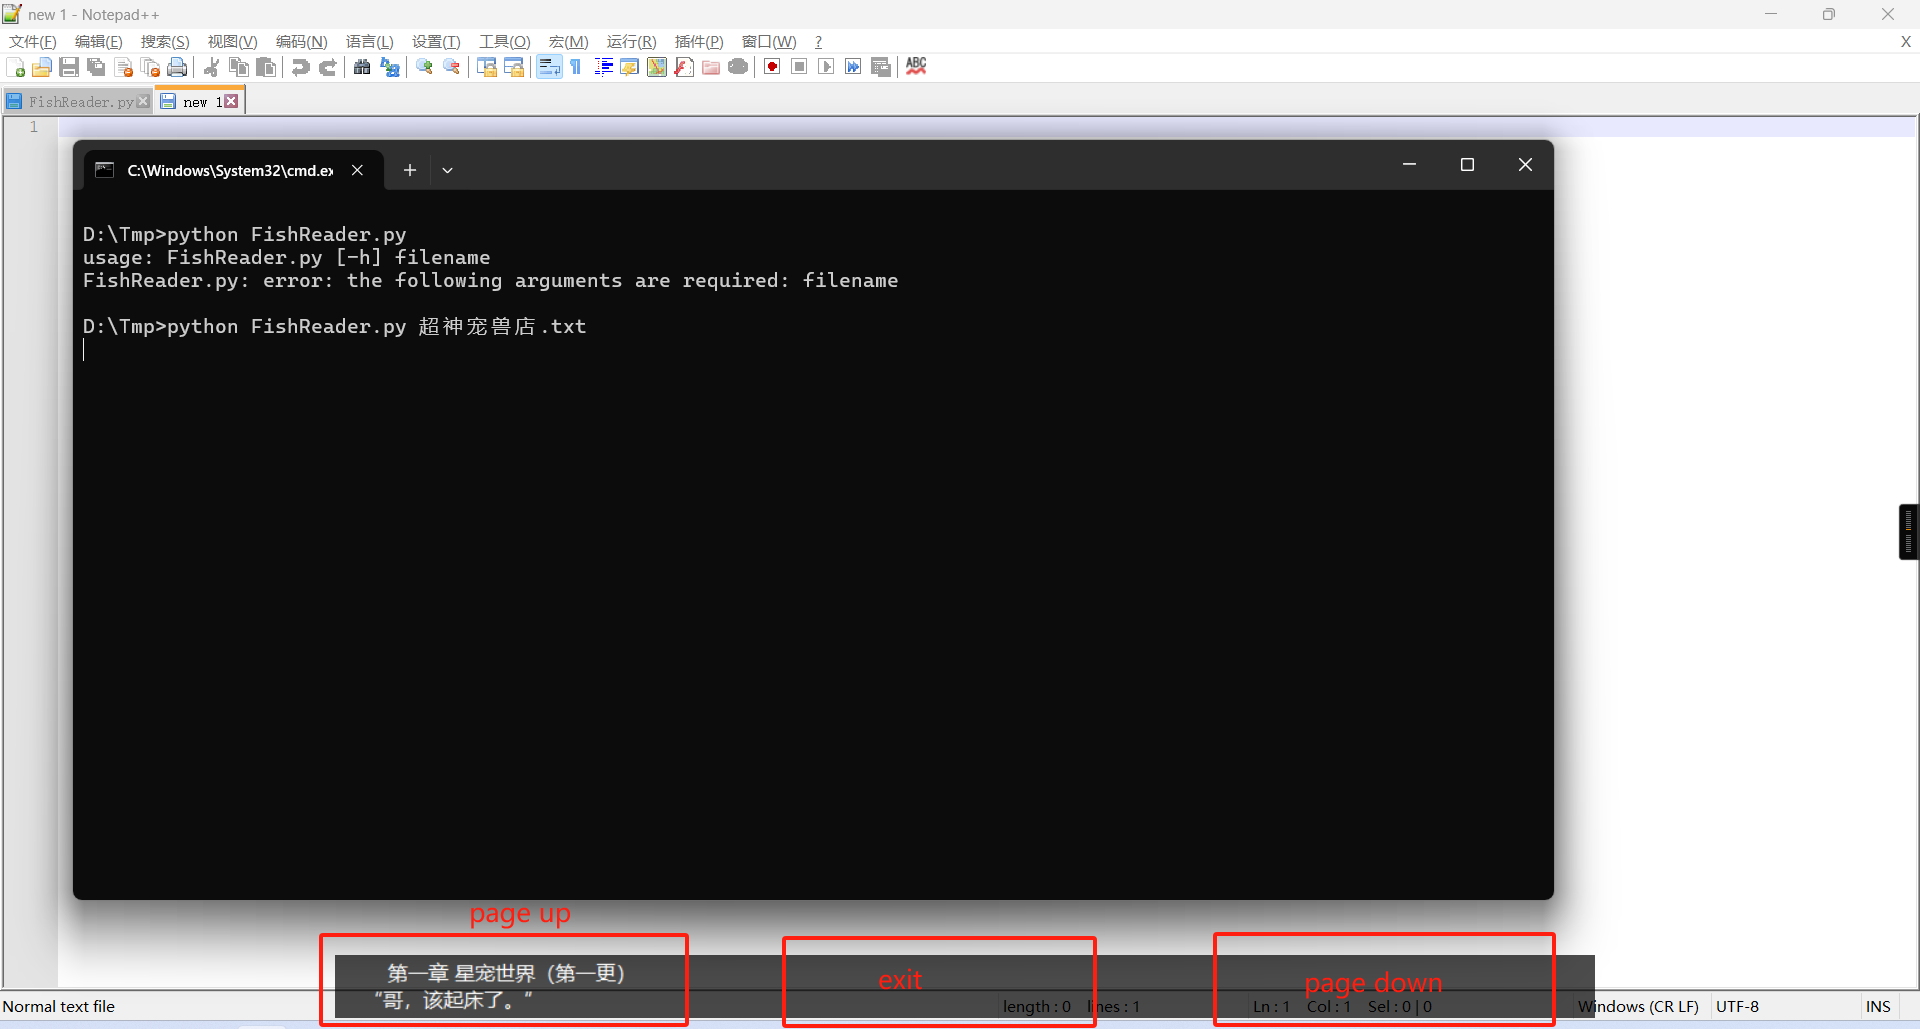 new 1 - Notepad++
文件(F) 编辑(E) 搜索(S) 视图(V) 编码(N) 语言(L) 设置(T) 工具(O) 宏(M) 运行(R) 插件(P) 窗口(W) ? X
ABC
FishReader.py new 1
1
C:\Windows\System32\cmd.ex
D:\Tmp>python FishReader.py
usage: FishReader.py [-h] filename
FishReader.py: error: the following arguments are required: filename
D:\Tmp>python FishReader.py 超神宠兽店.txt
page up
第一章 星宠世界（第一更）
“哥，该起床了。“
exit
page down
Normal text file length : 0 lines : 1 Ln : 1 Col : 1 Sel : 0 | 0 Windows (CR LF) UTF-8 INS